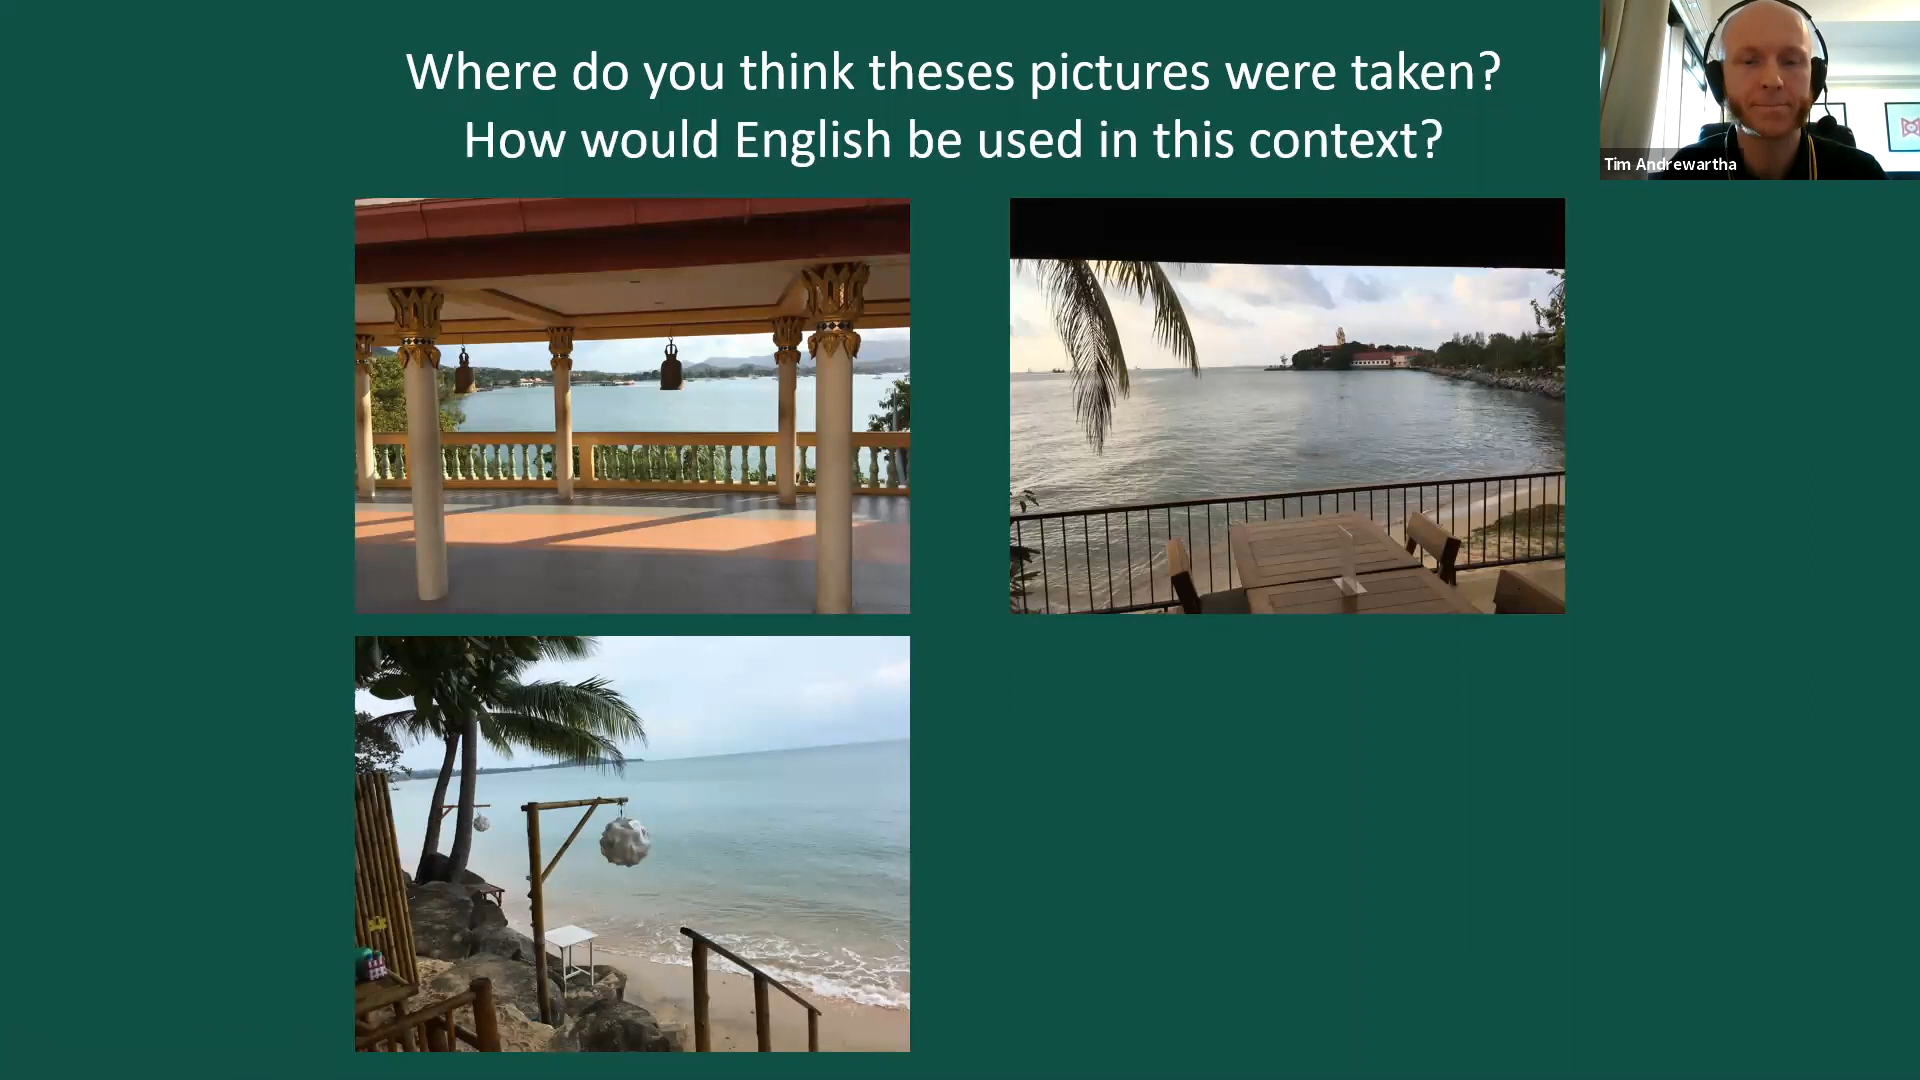 Where do you think theses pictures were taken?
How would English be used in this context?
Tim Andrewartha